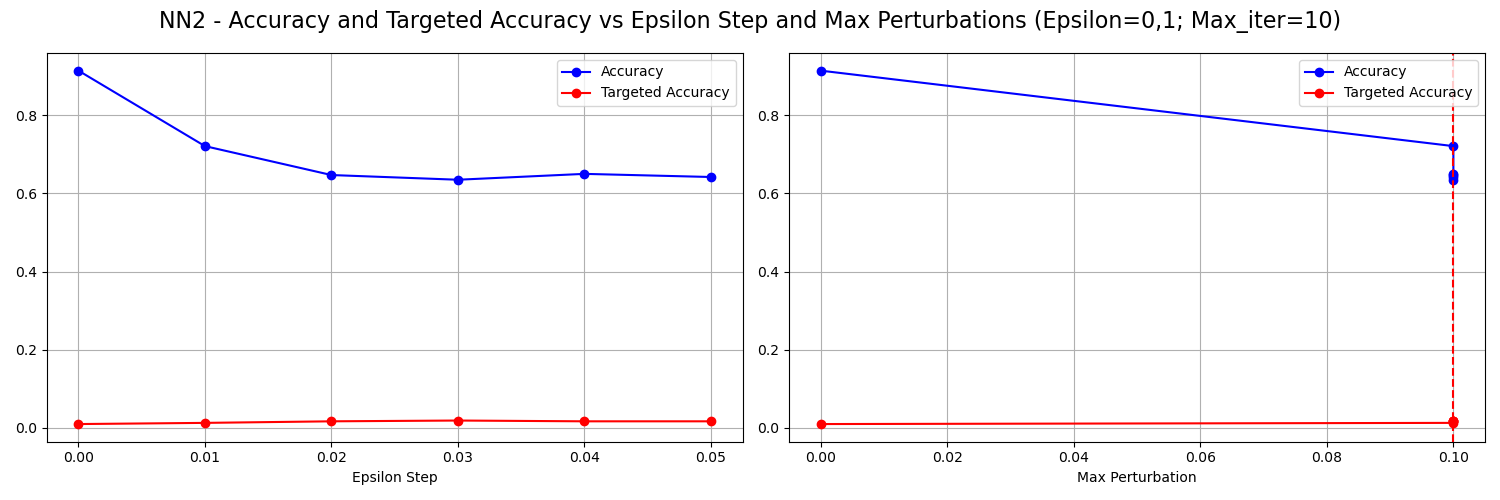 NN2 - Accuracy and Targeted Accuracy vs Epsilon Step and Max Perturbations (Epsilon=0,1; Max_iter=10)
Accuracy
Targeted Accuracy
0.8
0.6
0.4
0.2
0.0
0.00 0.01 0.02 0.03 0.04 0.05
Epsilon Step
Accuracy
Targeted Accuracy
0.8
0.6
0.4
0.2
0.0
0.00 0.02 0.04 0.06 0.08 0.10
Max Perturbation